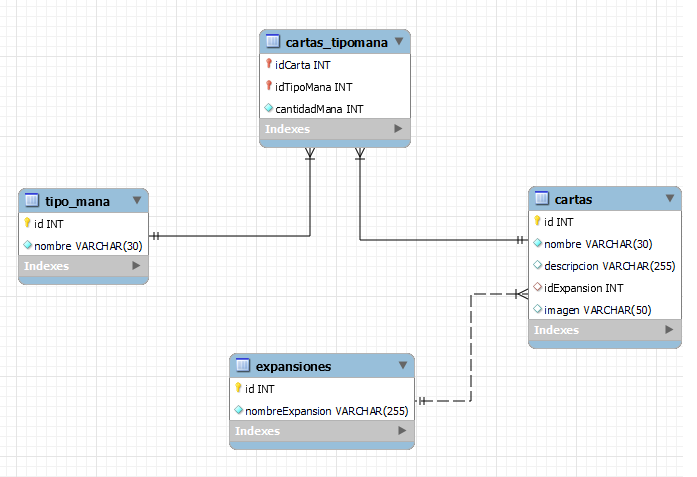 cartas_tipomana
idCarta INT
idTipoMana INT
cantidadMana INT
Indexes
tipo_mana
id INT
nombre VARCHAR(30)
Indexes
cartas
id INT
nombre VARCHAR(30)
descripcion VARCHAR(255)
idExpansion INT
imagen VARCHAR(50)
Indexes
expansiones
id INT
nombreExpansion VARCHAR(255)
Indexes